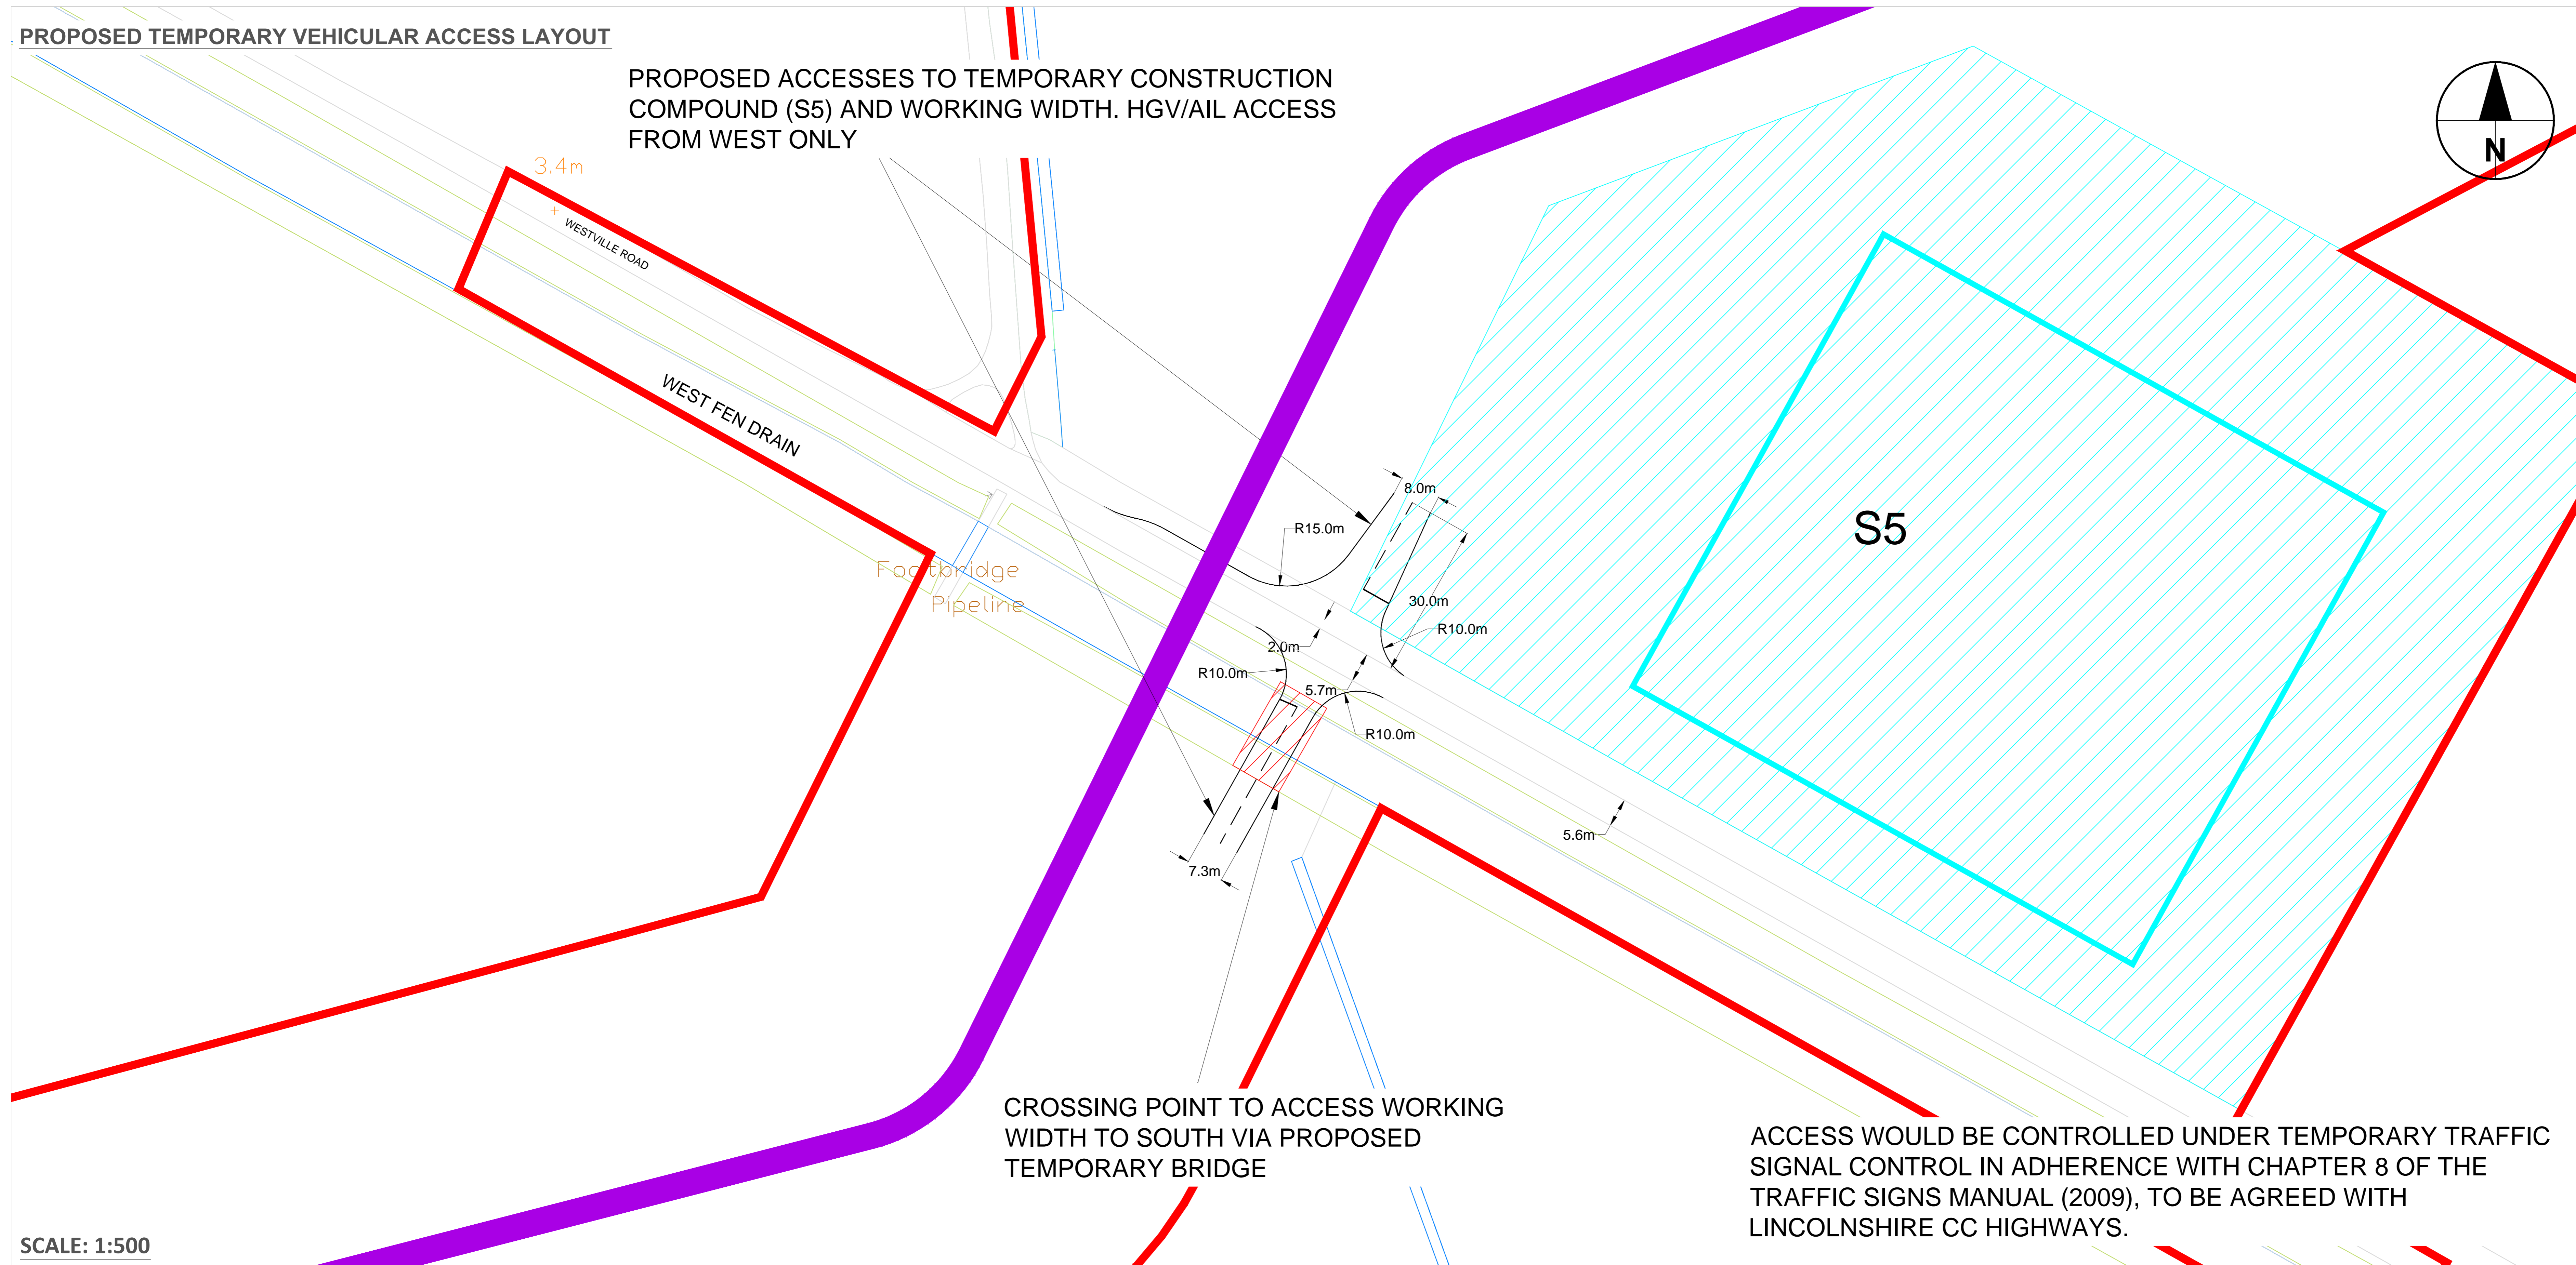 PROPOSED TEMPORARY VEHICULAR ACCESS LAYOUT
PROPOSED ACCESSES TO TEMPORARY CONSTRUCTION
COMPOUND (S5) AND WORKING WIDTH. HGV/AIL ACCESS
FROM WEST ONLY
N
3.4m
WESTVILLE ROAD
WEST FEN DRAIN
Footbridge
Pipeline
8.0m
R15.0m
S5
30.0m
R10.0m
2.0m
R10.0m
5.7m
R10.0m
5.6m
7.3m
CROSSING POINT TO ACCESS WORKING
WIDTH TO SOUTH VIA PROPOSED
TEMPORARY BRIDGE
ACCESS WOULD BE CONTROLLED UNDER TEMPORARY TRAFFIC
SIGNAL CONTROL IN ADHERENCE WITH CHAPTER 8 OF THE
TRAFFIC SIGNS MANUAL (2009), TO BE AGREED WITH
LINCOLNSHIRE CC HIGHWAYS.
SCALE: 1:500